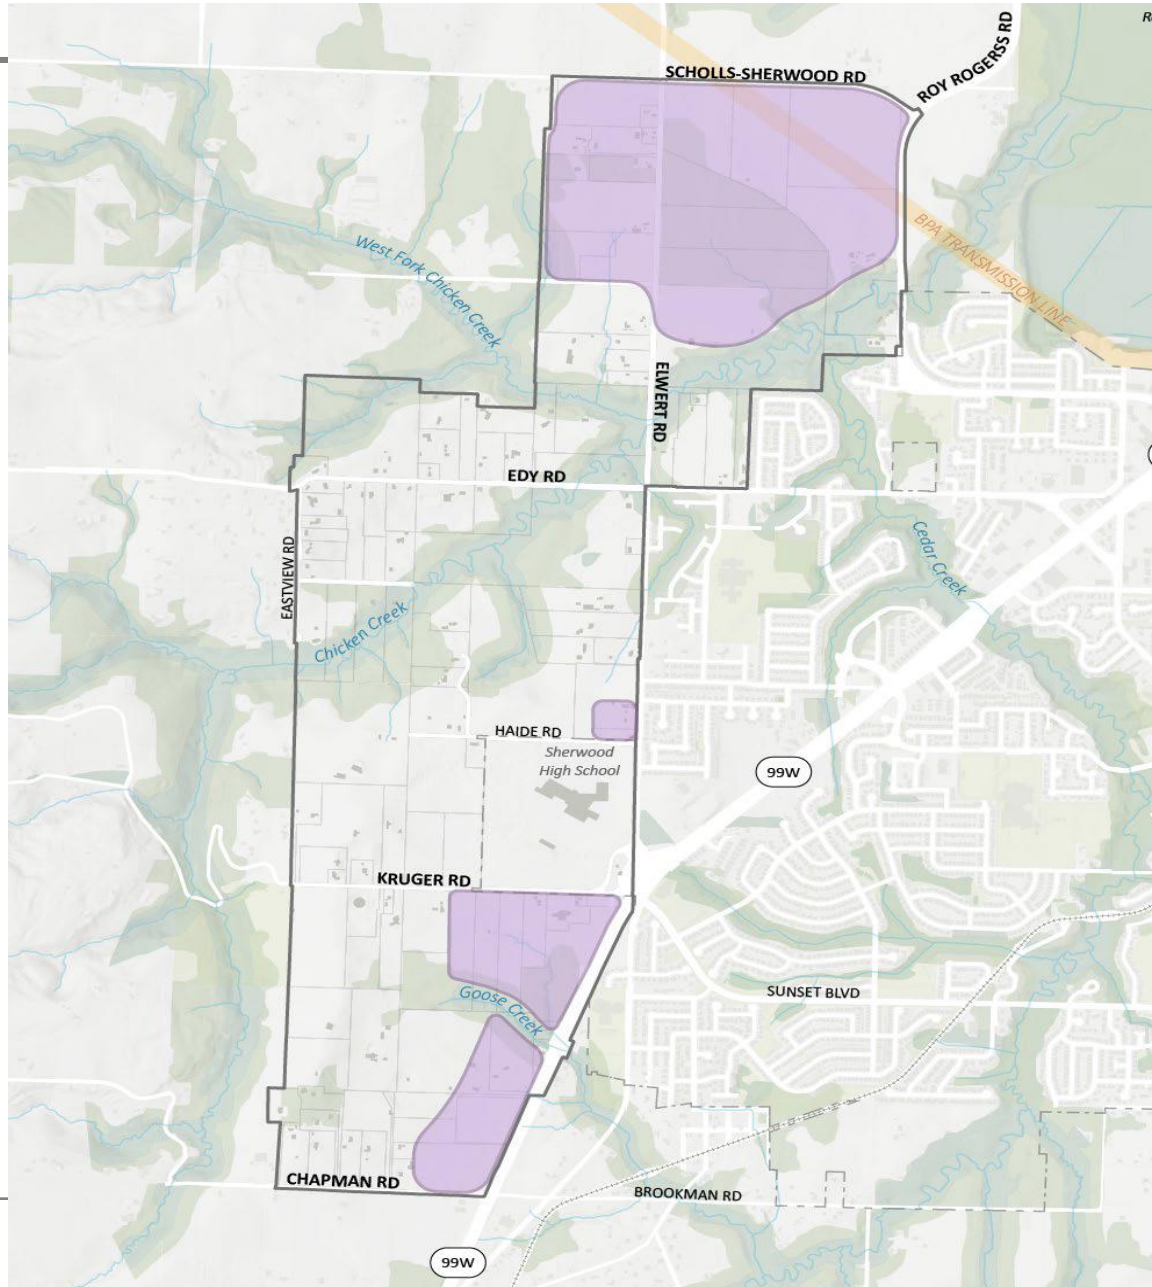 SCHOLLS-SHERWOOD RD
ROY ROGERSS RD
West Fork Chicken Creek
BPA TRANSMISSION LINE
ELWERT RD
EDY RD
EASTVIEW RD
Cedar Creek
Chicken Creek
HAIDE RD
Sherwood
High School
99W
KRUGER RD
Goose Creek
SUNSET BLVD
CHAPMAN RD
BROOKMAN RD
99W